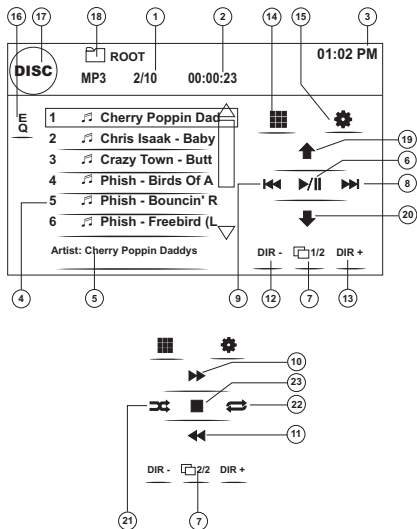 16 17 18 1 2 14 15 3
ROOT
01:02 PM
DISC
MP3 2/10 00:00:23
EQ
1 Cherry Poppin Dad
2 Chris Isaak - Baby
3 Crazy Town - Butt
4 Phish - Birds Of A
5 Phish - Bouncin' R
6 Phish - Freebird (L
19
6
8
20
Artist: Cherry Poppin Daddys
DIR - 1/2 DIR +
4 5 9 12 7 13
10
23
22
11
DIR - 2/2 DIR +
21 7